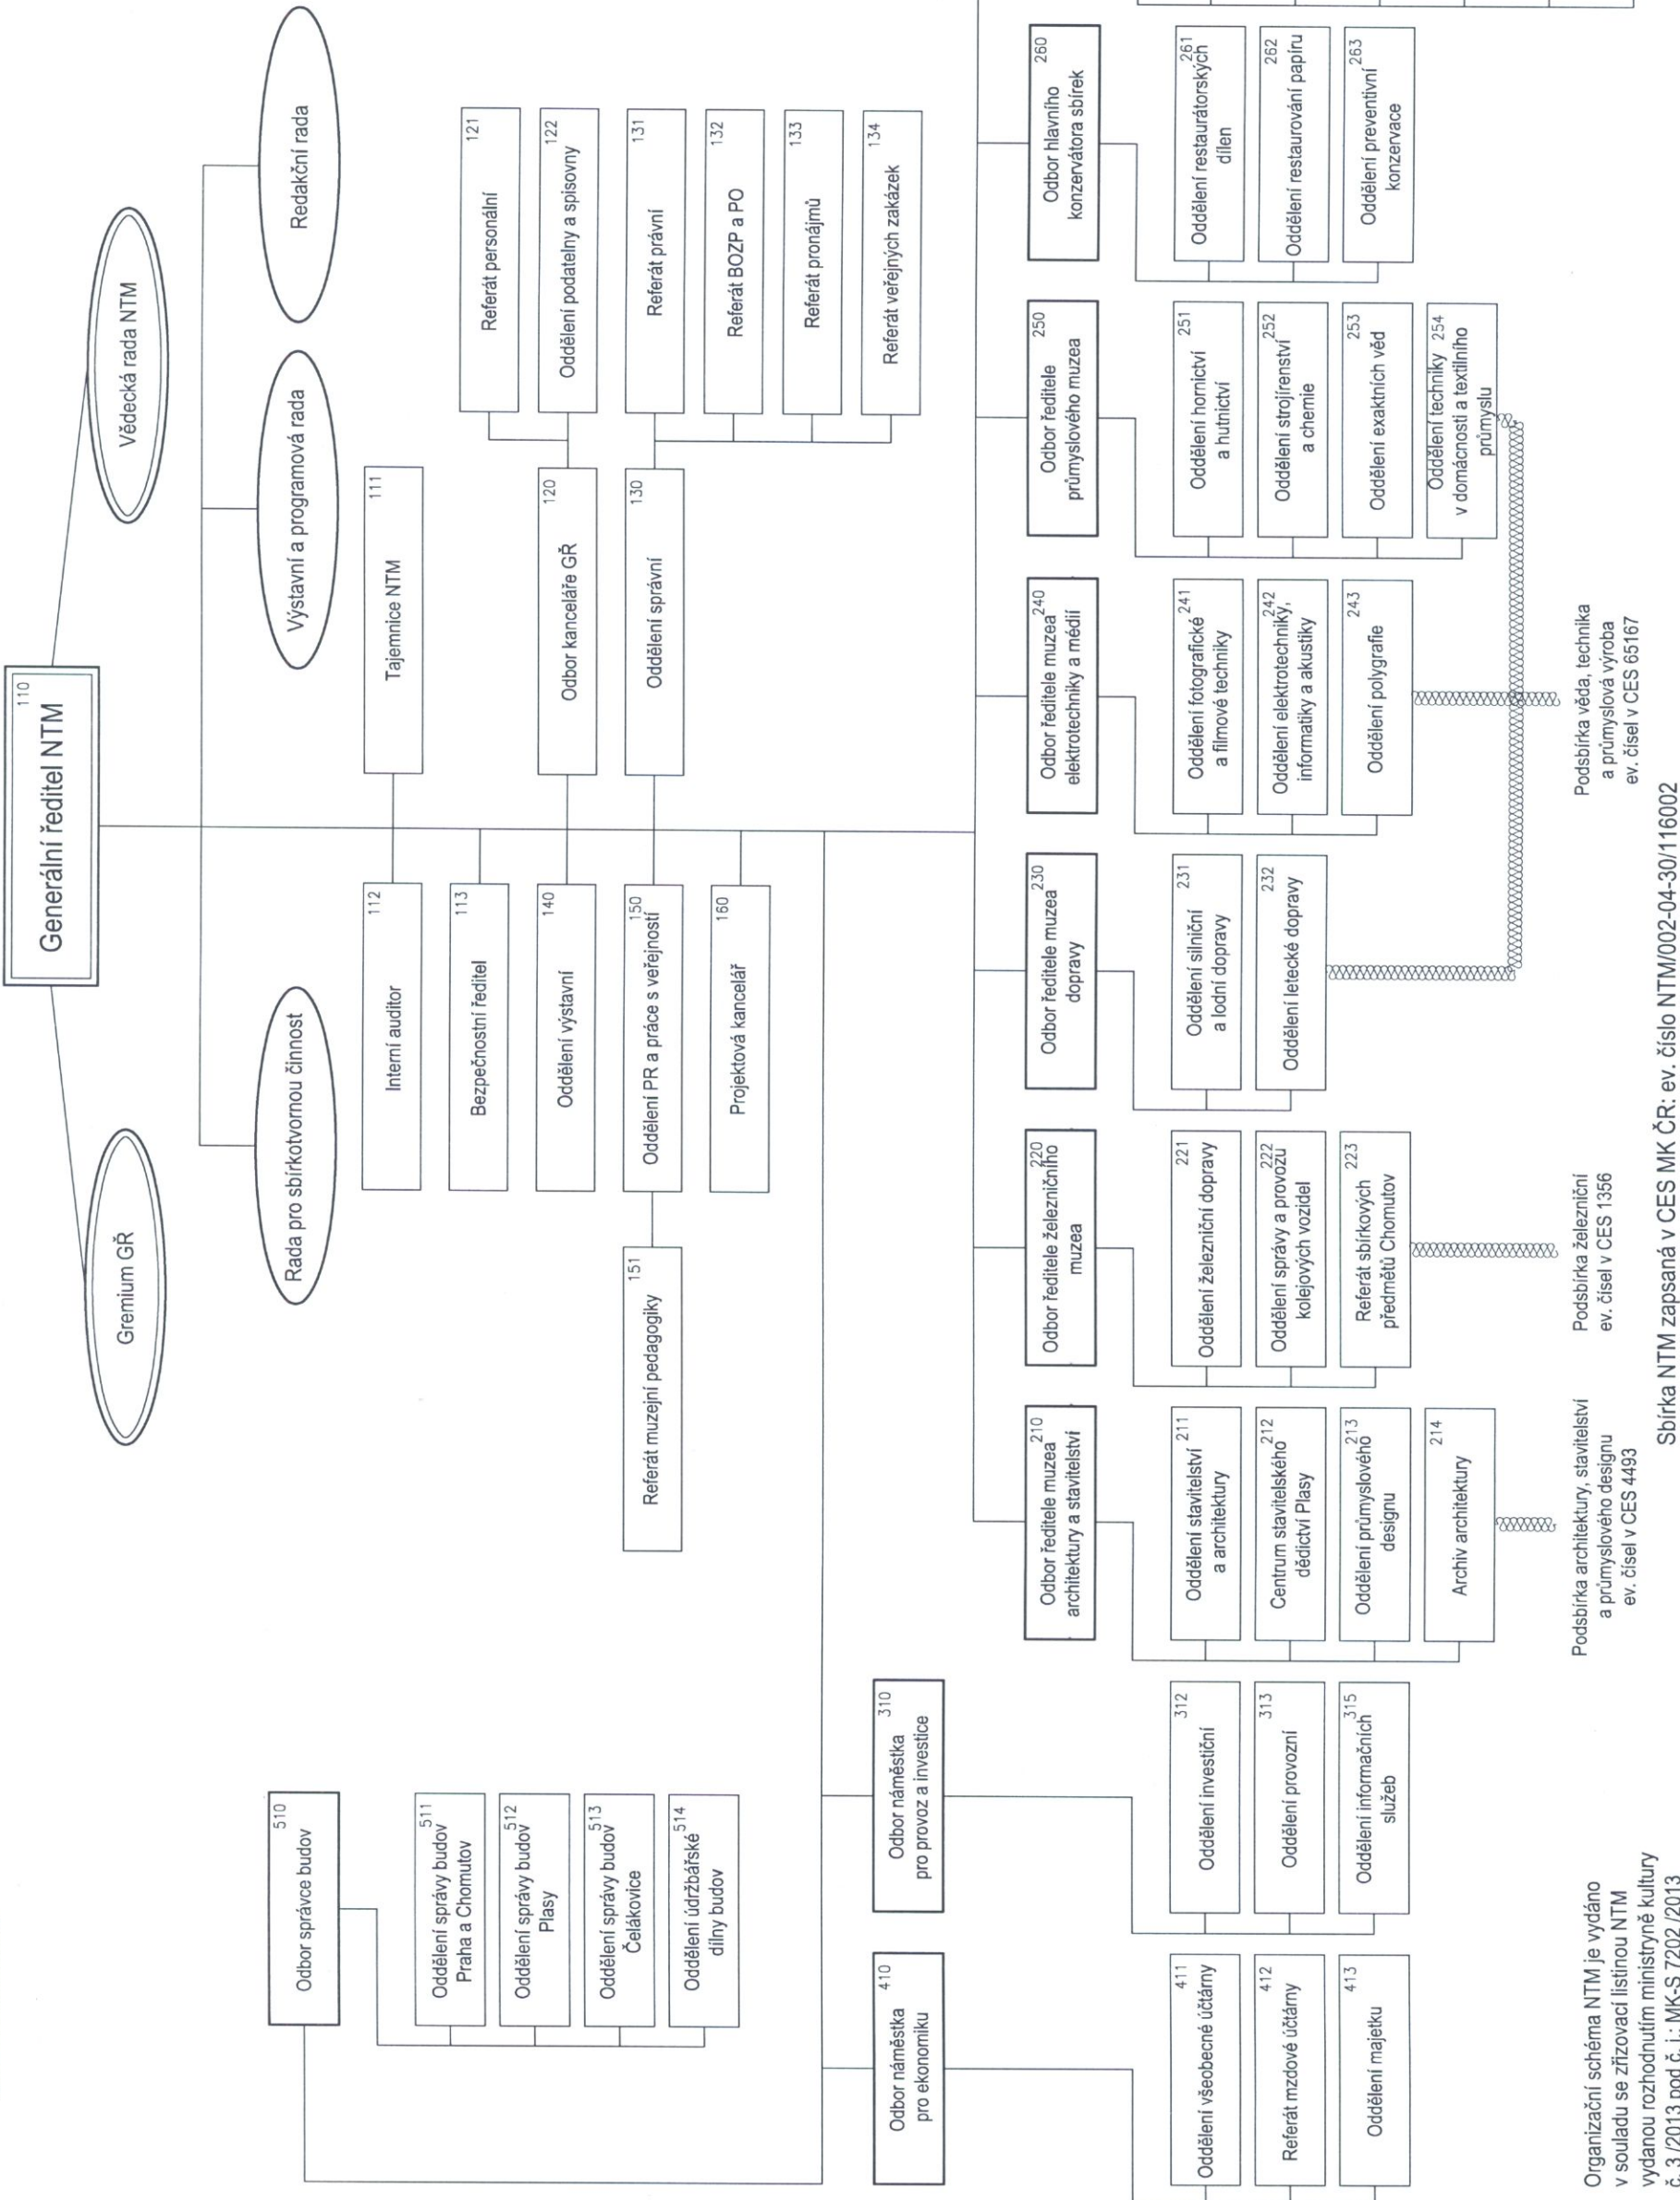 110
Generální ředitel NTM
Gremium GŘ
Vědecká rada NTM
Rada pro sbírkotvornou činnost
Výstavní a programová rada
Redakční rada
112
Interní auditor
111
Tajemnice NTM
113
Bezpečnostní ředitel
140
Oddělení výstavní
120
Odbor kanceláře GŘ
121
Referát personální
122
Oddělení podatelny a spisovny
151
Referát muzejní pedagogiky
150
Oddělení PR a práce s veřejností
130
Oddělení správní
131
Referát právní
132
Referát BOZP a PO
133
Referát pronájmů
134
Referát veřejných zakázek
160
Projektová kancelář
510
Odbor správce budov
511
Oddělení správy budov
Praha a Chomutov
512
Oddělení správy budov
Plasy
513
Oddělení správy budov
Čelákovice
514
Oddělení údržbářské
dílny budov
410
Odbor náměstka
pro ekonomiku
411
Oddělení všeobecné účtárny
412
Referát mzdové účtárny
413
Oddělení majetku
310
Odbor náměstka
pro provoz a investice
312
Oddělení investiční
313
Oddělení provozní
315
Oddělení informačních
služeb
210
Odbor ředitele muzea
architektury a stavitelství
211
Oddělení stavitelství
a architektury
212
Centrum stavitelského
dědictví Plasy
213
Oddělení průmyslového
designu
214
Archiv architektury
220
Odbor ředitele železničního
muzea
221
Oddělení železniční dopravy
222
Oddělení správy a provozu
kolejových vozidel
223
Referát sbírkových
předmětů Chomutov
230
Odbor ředitele muzea
dopravy
231
Oddělení silniční
a lodní dopravy
232
Oddělení letecké dopravy
240
Odbor ředitele muzea
elektrotechniky a médií
241
Oddělení fotografické
a filmové techniky
242
Oddělení elektrotechniky,
informatiky a akustiky
243
Oddělení polygrafie
250
Odbor ředitele
průmyslového muzea
251
Oddělení hornictví
a hutnictví
252
Oddělení strojírenství
a chemie
253
Oddělení exaktních věd
Oddělení techniky 254
v domácnosti a textilního
průmyslu
260
Odbor hlavního
konzervátora sbírek
261
Oddělení restaurátorských
dílen
262
Oddělení restaurování papíru
263
Oddělení preventivní
konzervace
Podsbírka architektury, stavitelství
a průmyslového designu
ev. čísel v CES 4493
Podsbírka železniční
ev. čísel v CES 1356
Podsbírka věda, technika
a průmyslová výroba
ev. čísel v CES 65167
Sbírka NTM zapsaná v CES MK ČR: ev. číslo NTM/002-04-30/116002
Organizační schéma NTM je vydáno
v souladu se zřizovací listinou NTM
vydanou rozhodnutím ministryně kultury
č. 3 /2013 pod č. j.: MK-S 7202 /2013